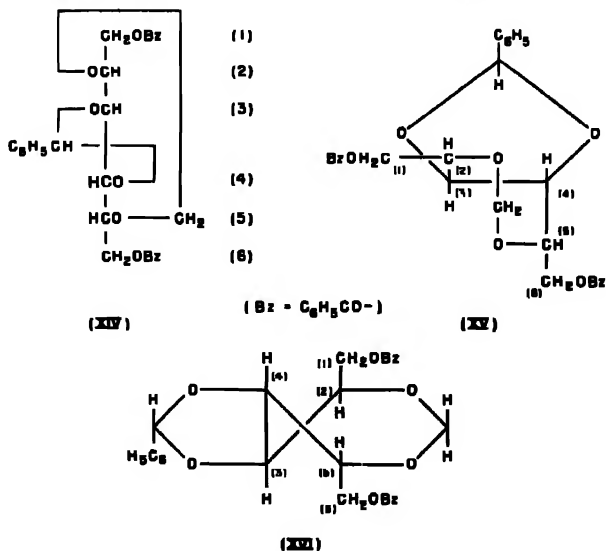 CH₂OBz (1)
OCH (2)
OCH (3)
C₆H₅CH
HCO (4)
HCO CH₂ (5)
CH₂OBz (6)
(XIV)
C₆H₅
H
O O
BzOH₂C H O H
(1) (2) (4)
(3) CH₂ (5)
H
O CH
CH₂OBz
(6)
(XV)
(Bz = C₆H₅CO-)
H (1) CH₂OBz
H O (4) (2) O H
H
H
H₅C₆ O (3) (5) O H
H (6) CH₂OBz
(XVI)